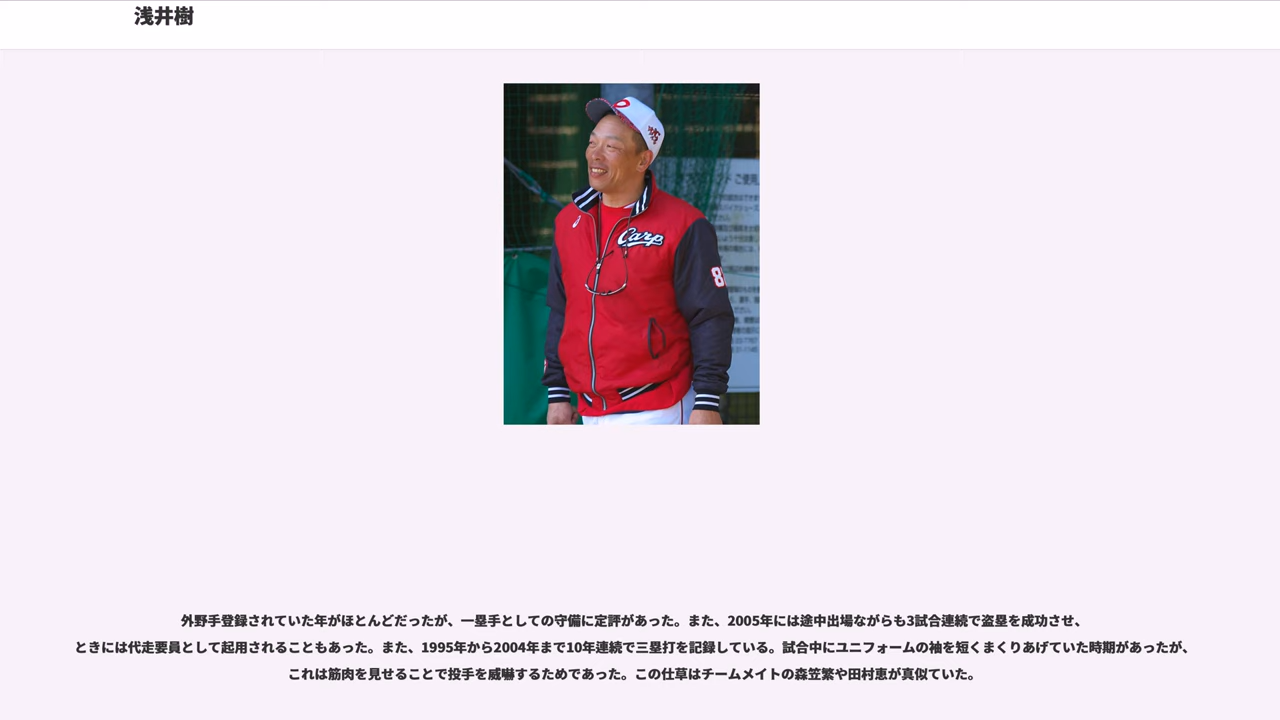 浅井樹
Carp
8
ご使用
外野手登録されていた年がほとんどだったが、一塁手としての守備に定評があった。また、2005年には途中出場ながらも3試合連続で盗塁を成功させ、
ときには代走要員として起用されることもあった。また、1995年から2004年まで10年連続で三塁打を記録している。試合中にユニフォームの袖を短くまくりあげていた時期があったが、
これは筋肉を見せることで投手を威嚇するためであった。この仕草はチームメイトの森笠繁や田村恵が真似ていた。